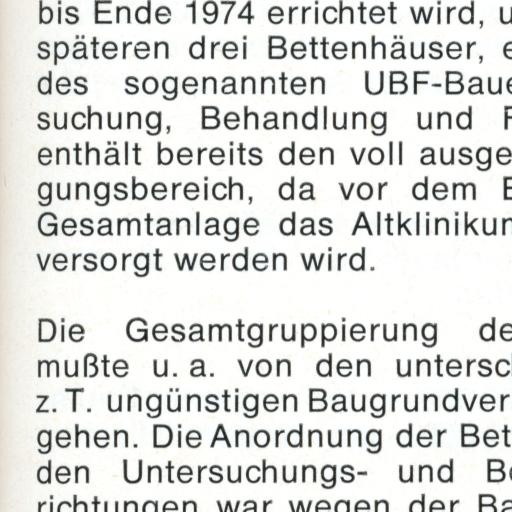 bis Ende 1974 errichtet wird, u
späteren drei Bettenhäuser, e
des sogenannten UBF-Baue
suchung, Behandlung und F
enthält bereits den voll ausge
gungsbereich, da vor dem B
Gesamtanlage das Altklinikum
versorgt werden wird.
Die Gesamtgruppierung de
mußte u. a. von den untersch
z. T. ungünstigen Baugrundver
gehen. Die Anordnung der Bet
den Untersuchungs- und Be
richtungen war wegen der Ba